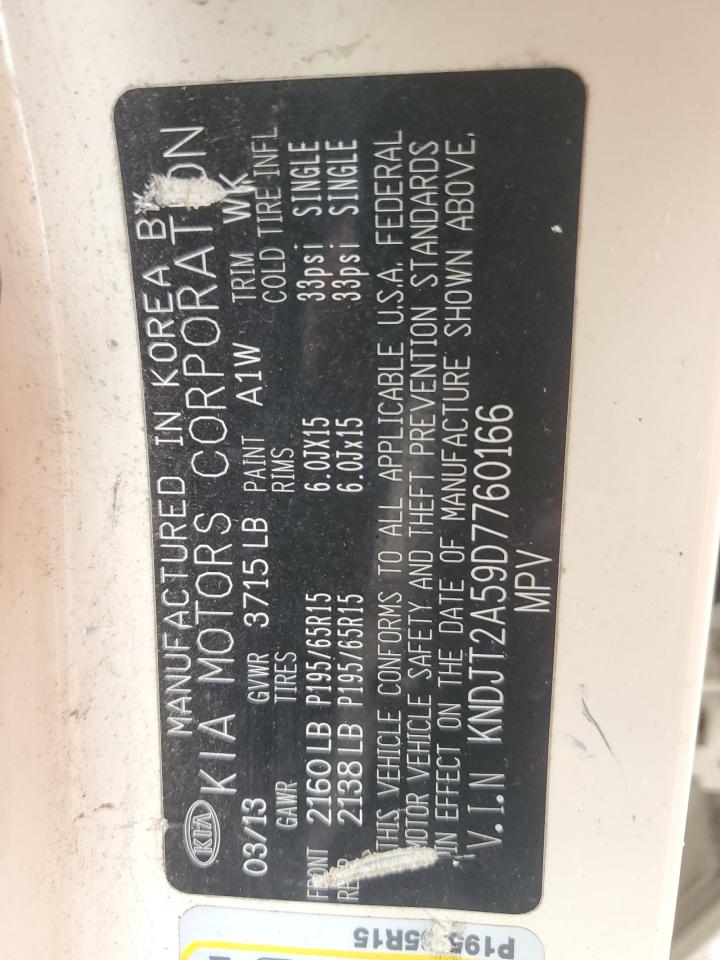 KIA
MANUFACTURED IN KOREA BY
KIA MOTORS CORPORATION
03/13 GVWR 3715 LB PAINT A1W TRIM WK
GAWR TIRES RIMS COLD TIRE INFL
FRONT 2160 LB P195/65R15 6.0JX15 33psi SINGLE
REAR 2138 LB P195/65R15 6.0Jx15 33psi SINGLE
THIS VEHICLE CONFORMS TO ALL APPLICABLE U.S.A. FEDERAL
MOTOR VEHICLE SAFETY AND THEFT PREVENTION STANDARDS
IN EFFECT ON THE DATE OF MANUFACTURE SHOWN ABOVE.
V.I.N KNDJT2A59D7760166
MPV
P195/65R15